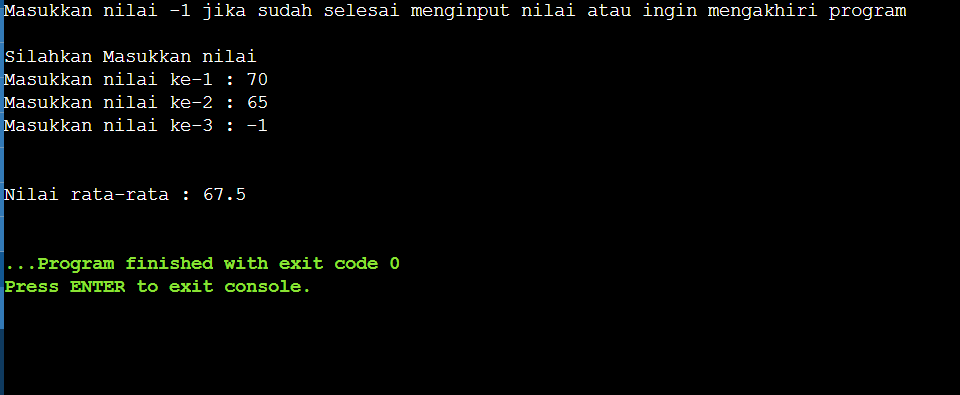 Masukkan nilai -1 jika sudah selesai menginput nilai atau ingin mengakhiri program
Silahkan Masukkan nilai
Masukkan nilai ke-1 : 70
Masukkan nilai ke-2 : 65
Masukkan nilai ke-3 : -1
Nilai rata-rata : 67.5
...Program finished with exit code 0
Press ENTER to exit console.